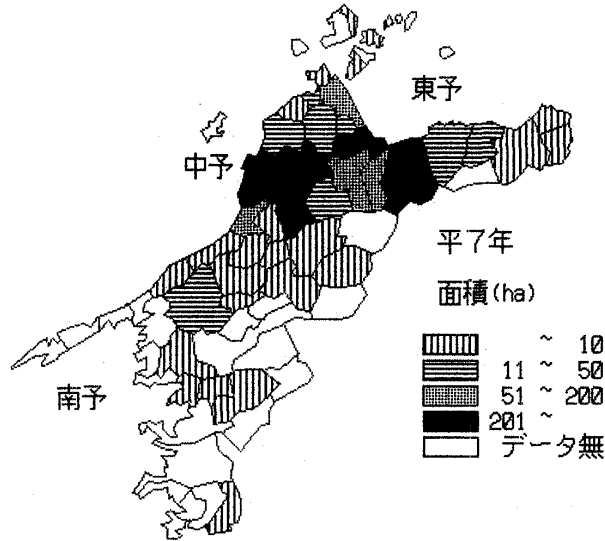 東予
中予
平7年
面積(ha)
~ 10
11 ~ 50
51 ~ 200
201 ~
データ無
南予